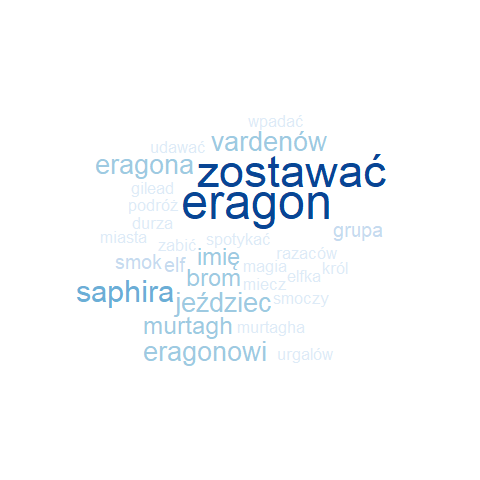 wpadać
udawać vardenów
eragona zostawać
gilead eragon
podróż
durza grupa
miasta zabić spotykać
smok elf imię razaców
brom magia elfka król
saphira jeździec miecz smoczy
murtagh murtagha
eragonowi urgalów